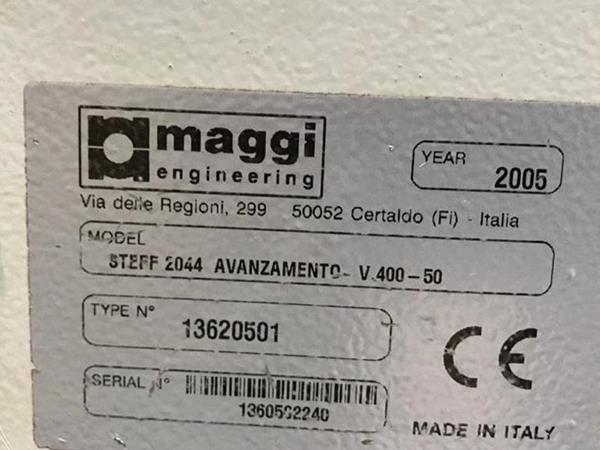 maggi
engineering
YEAR 2005
Via delle Regioni, 299 50052 Certaldo (Fi) - Italia
MODEL
STEFF 2044 AVANZAMENTO- V.400-50
TYPE N°
13620501
SERIAL N°
1360502240
CE
MADE IN ITALY